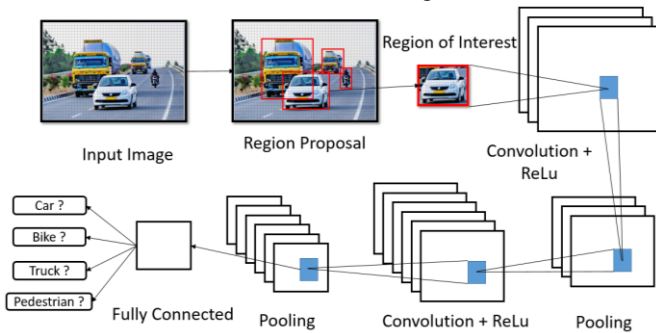 Region of Interest
Input Image
Region Proposal
Convolution +
ReLu
Car ?
Bike ?
Truck ?
Pedestrian ?
Fully Connected
Pooling
Convolution + ReLu
Pooling